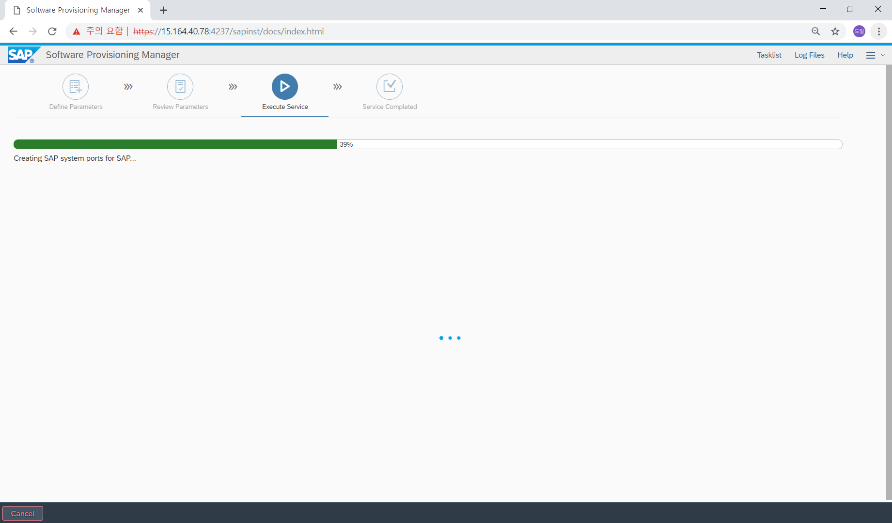 Software Provisioning Manager
주의 요함 | https://15.164.40.78:4237/sapinst/docs/index.html
SAP Software Provisioning Manager
Tasklist Log Files Help
Define Parameters Review Parameters Execute Service Service Completed
39%
Creating SAP system ports for SAP...
Cancel